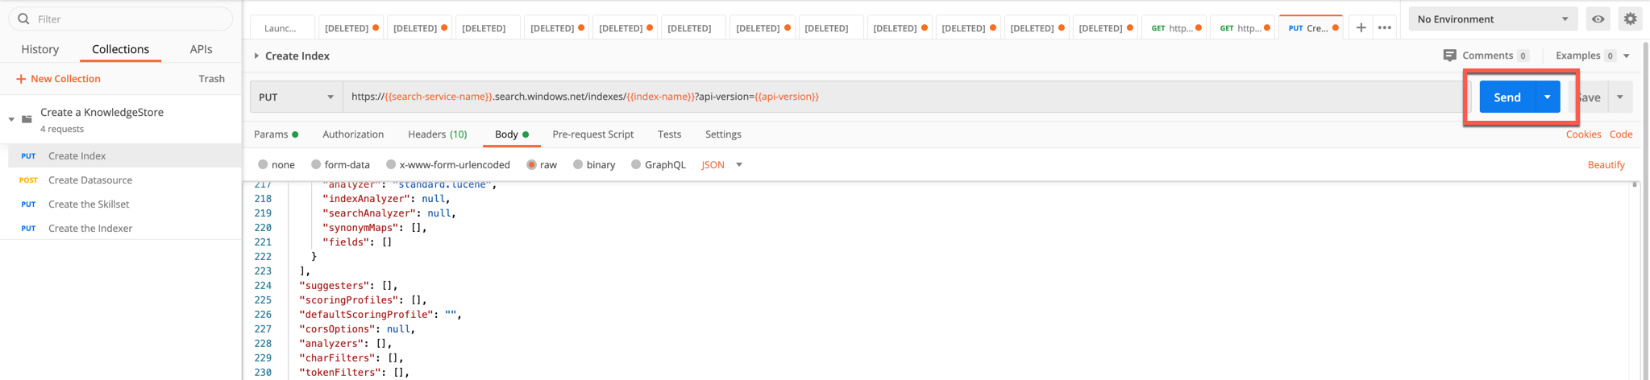 Filter
History Collections APIs
+ New Collection Trash
Create a KnowledgeStore
4 requests
PUT Create Index
POST Create Datasource
PUT Create the Skillset
PUT Create the Indexer
Launc... [DELETED] [DELETED] [DELETED] [DELETED] [DELETED] [DELETED] [DELETED] [DELETED] [DELETED] [DELETED] [DELETED] [DELETED] GET http... GET http... PUT Cre... + ••• No Environment
Create Index Comments 0 Examples 0
PUT https://{{search-service-name}}.search.windows.net/indexes/{{index-name}}?api-version={{api-version}} Send ave
Params Authorization Headers (10) Body Pre-request Script Tests Settings Cookies Code
none form-data x-www-form-urlencoded raw binary GraphQL JSON Beautify
217 "analyzer": "standard.lucene",
218 "indexAnalyzer": null,
219 "searchAnalyzer": null,
220 "synonymMaps": [],
221 "fields": []
222 }
223 ],
224 "suggesters": [],
225 "scoringProfiles": [],
226 "defaultScoringProfile": "",
227 "corsOptions": null,
228 "analyzers": [],
229 "charFilters": [],
230 "tokenFilters": [],